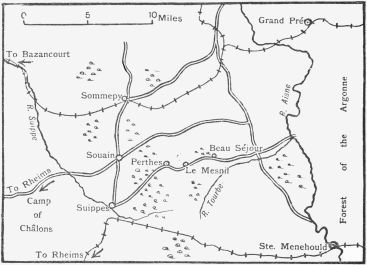 0 5 10 Miles
Grand Pré
To Bazancourt
Sommepy
R. Suippe
R. Aisne
Forest of the Argonne
Souain
Perthes
Beau Séjour
Le Mesnil
To Rheims
Camp
of
Châlons
Suippes
R. Tourbe
To Rheims
Ste. Menehould